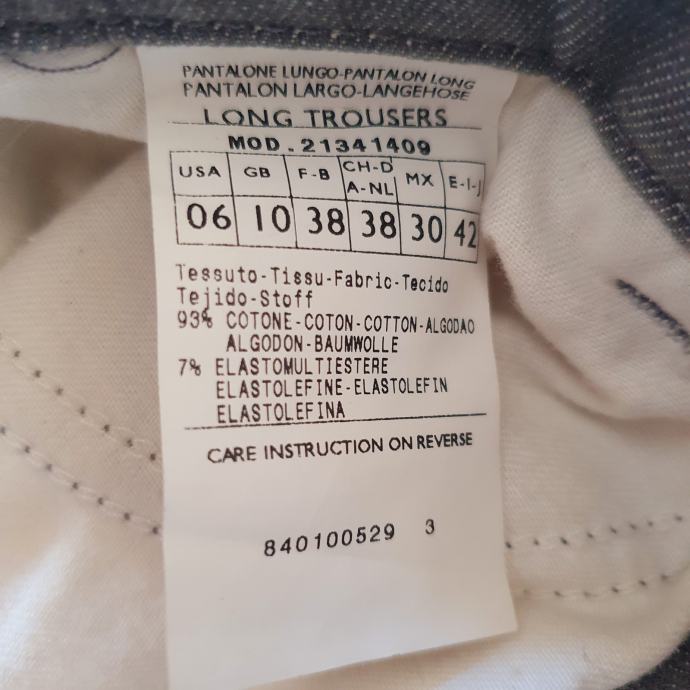 PANTALONE LUNGO-PANTALON LONG
PANTALON LARGO-LANGEHOSE
LONG TROUSERS
MOD.21341409
USA GB F-B CH-D A-NL MX E-I-J
06 10 38 38 30 42
Tessuto-Tissu-Fabric-Tecido
Tejido-Stoff
93% COTONE-COTON-COTTON-ALGODAO
ALGODON-BAUMWOLLE
7% ELASTOMULTIESTERE
ELASTOLEFINE-ELASTOLEFIN
ELASTOLEFINA
CARE INSTRUCTION ON REVERSE
840100529 3